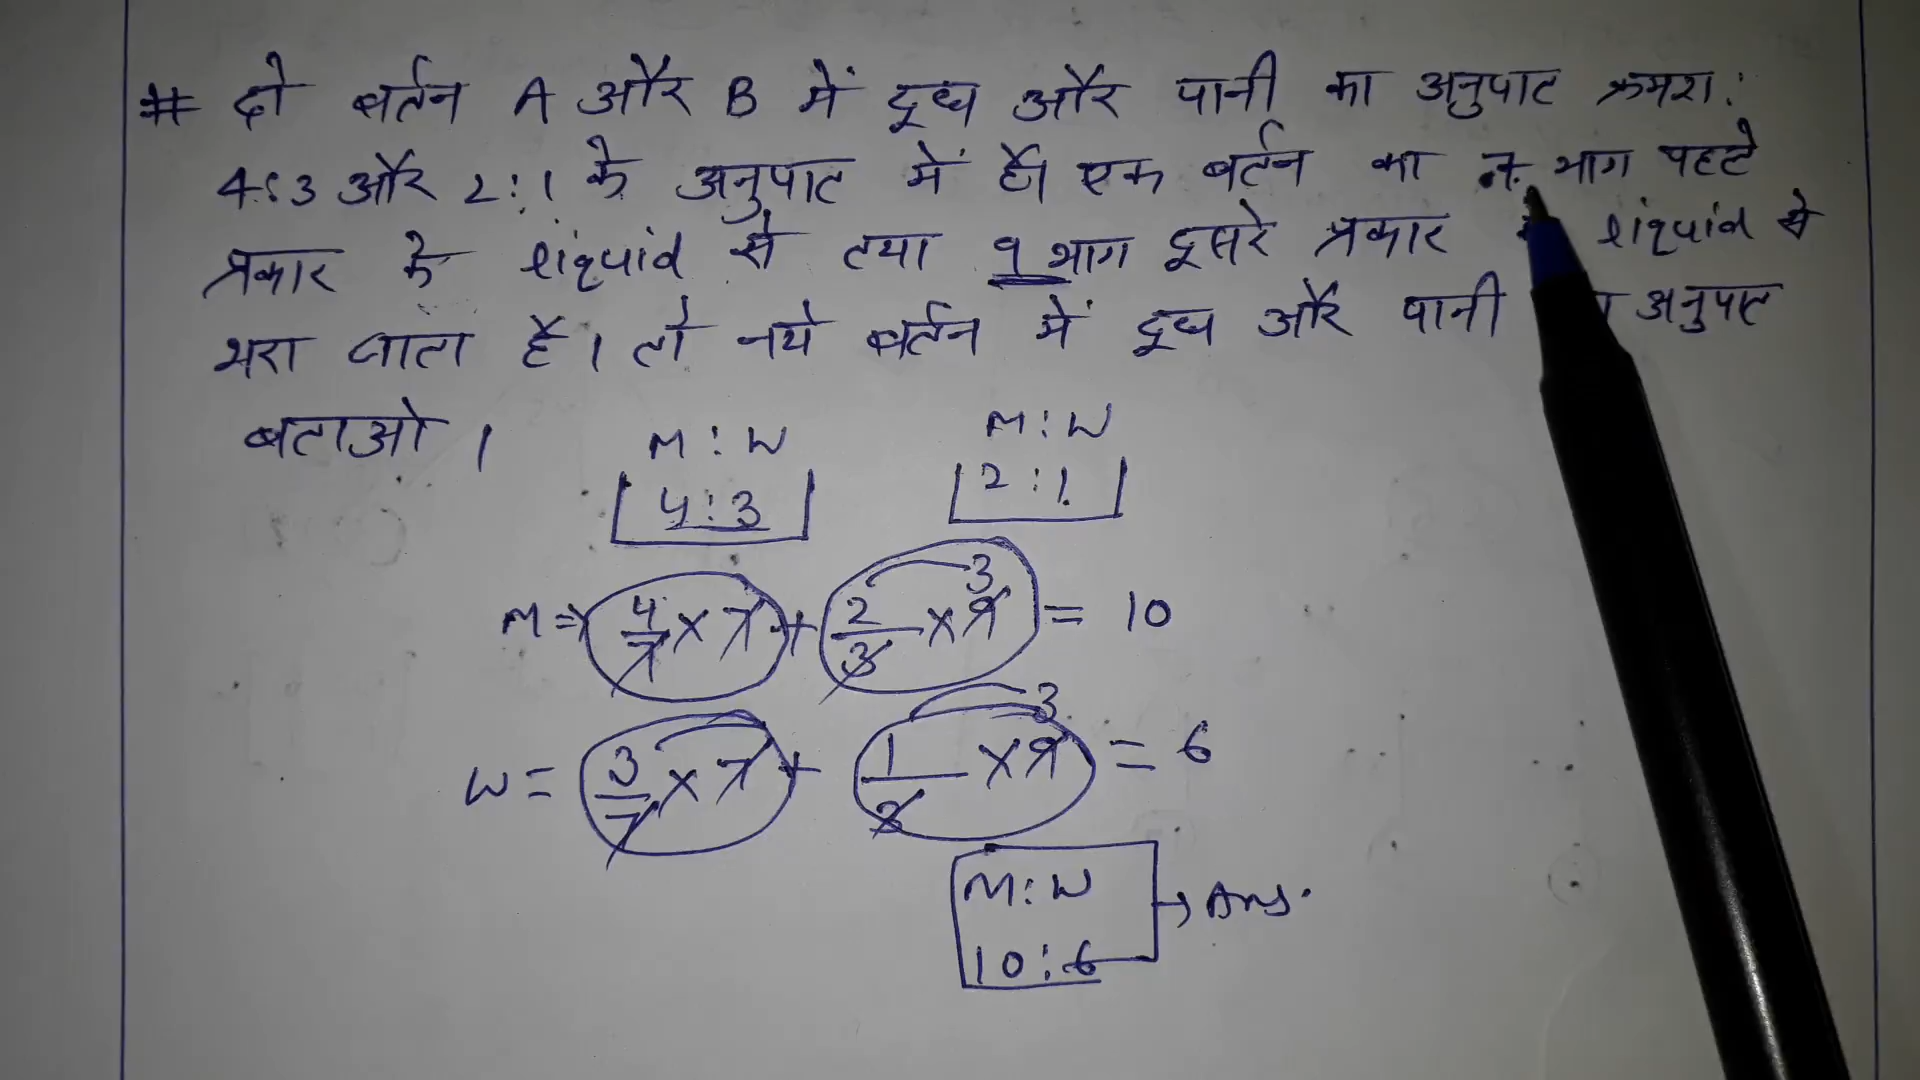 # दो बर्तन A और B में दूध और पानी का अनुपात क्रमश:
4:3 और 2:1 के अनुपात में है। एक बर्तन का 7 भाग पहले
प्रकार के liquid से तथा 9 भाग दूसरे प्रकार liquid से
भरा जाता है। तो नये बर्तन में दूध और पानी अनुपात
बताओ।
M : W M : W
4 : 3 2 : 1
M ⇒ 4/7 × 7 + 2/3 × 9 3 = 10
W = 3/7 × 7 + 1/3 × 9 3 = 6
M : W → Ans.
10 : 6